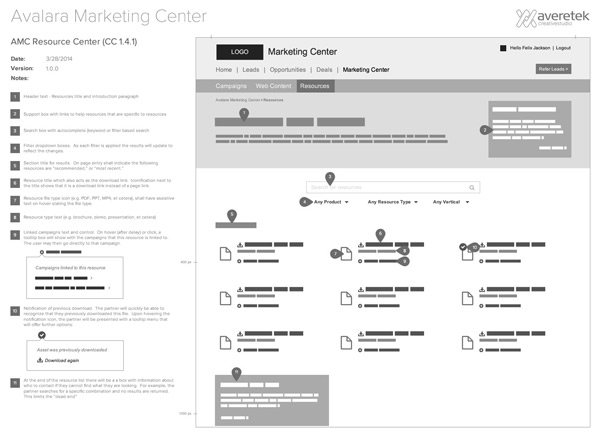 Avalara Marketing Center
averetek
creativestudio
AMC Resource Center (CC 1.4.1)
Date: 3/28/2014
Version: 1.0.0
Notes:
1 Header text - Resources title and introduction paragraph
2 Support box with links to help resources that are specific to resources
3 Search box with autocomplete (keyword or filter-based search
4 Filter dropdown boxes. As each filter is applied the results will update to
reflect the changes.
5 Section title for results. On page entry shall indicate the following
resources are "recommended," or "most recent."
6 Resource title which also acts as the download link. Iconification next to
the title shows that it is a download link instead of a page link.
7 Resource file type icon (e.g. PDF, PPT, MP4, et cetera), shall have assistive
text on hover stating the file type.
8 Resource type text (e.g. brochure, demo, presentation, et cetera)
9 Linked campaigns text and control. On hover (after delay) or click, a
tooltip box will show with the campaigns that this resource is linked to.
The user may then go directly to that campaign.
Campaigns linked to this resource
10 Notification of previous download. The partner will quickly be able to
recognize that they previously downloaded this file. Upon hovering the
notification icon, the partner will be presented with a tooltip menu that
will offer further options.
Asset was previously downloaded
Download again
11 At the end of the resource list there will be a a box with information about
who to contact if they cannot find what they are looking. For example, the
partner searches for a specific combination and no results are returned.
This limits the "dead end"
LOGO Marketing Center
Hello Felix Jackson | Logout
Home | Leads | Opportunities | Deals | Marketing Center
Refer Leads >
Campaigns Web Content Resources
Avalara Marketing Center > Resources
1
2
3
Search for resources
4 Any Product Any Resource Type Any Vertical
5
6
7
8
9
10
11